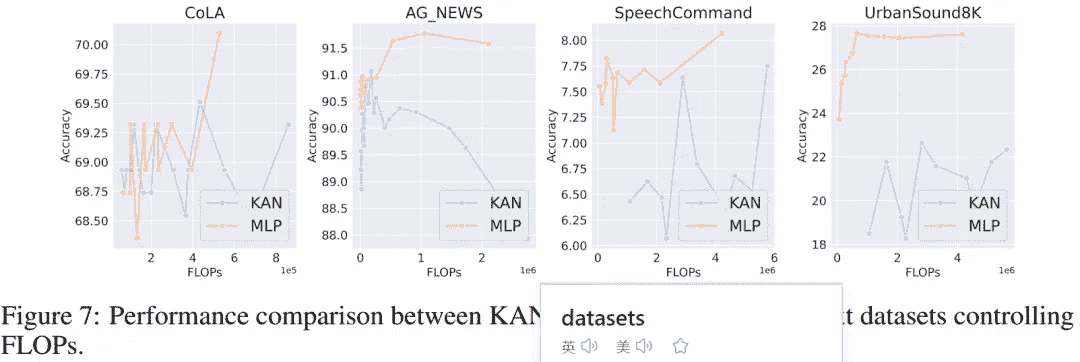 CoLA
AG_NEWS
SpeechCommand
UrbanSound8K
Accuracy
70.00
69.75
69.50
69.25
69.00
68.75
68.50
2 4 6 8
1e5
FLOPs
KAN
MLP
Accuracy
91.5
91.0
90.5
90.0
89.5
89.0
88.5
88.0
0 1 2
1e6
FLOPs
KAN
MLP
Accuracy
8.00
7.75
7.50
7.25
7.00
6.75
6.50
6.25
6.00
0 2 4 6
1e6
FLOPs
KAN
MLP
Accuracy
28
26
24
22
20
18
0 2 4
1e6
FLOPs
KAN
MLP
Figure 7: Performance comparison between KAN datasets controlling
FLOPs.
datasets
英 美